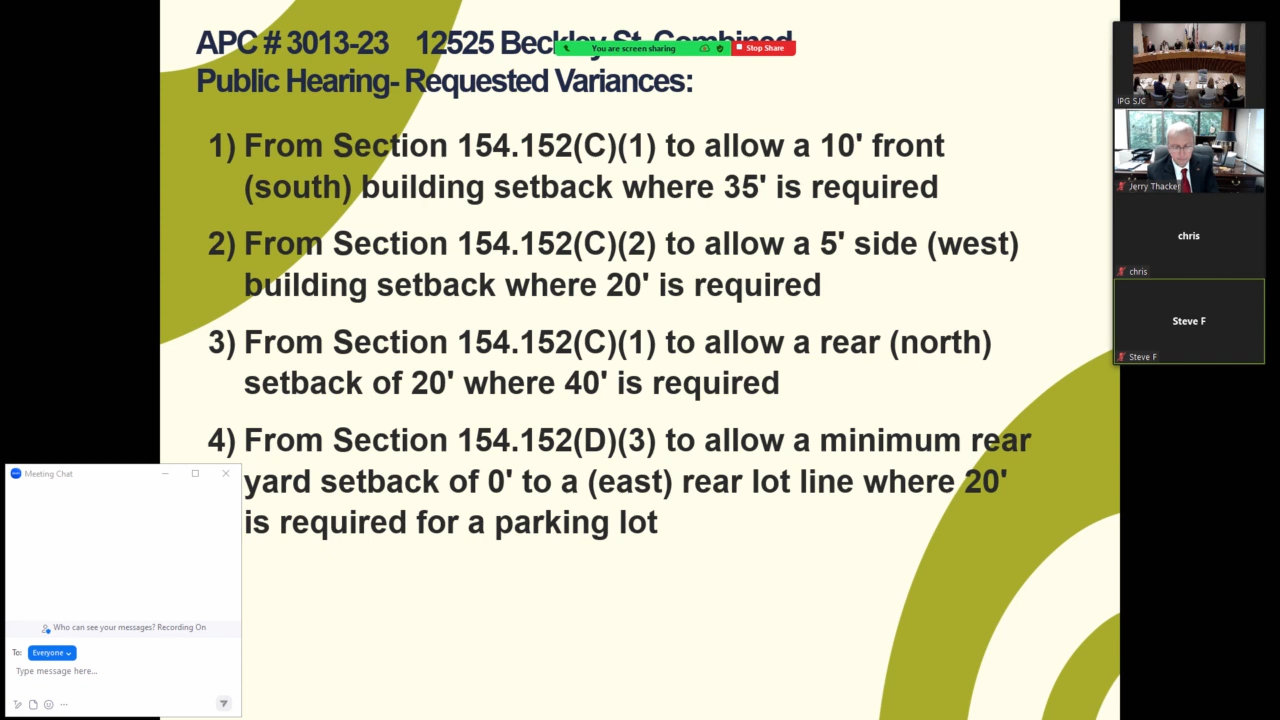 APC # 3013-23 12525 Beckley St. Combined
You are screen sharing
Stop Share
Public Hearing- Requested Variances:
1) From Section 154.152(C)(1) to allow a 10' front
(south) building setback where 35' is required
2) From Section 154.152(C)(2) to allow a 5' side (west)
building setback where 20' is required
3) From Section 154.152(C)(1) to allow a rear (north)
setback of 20' where 40' is required
4) From Section 154.152(D)(3) to allow a minimum rear
yard setback of 0' to a (east) rear lot line where 20'
is required for a parking lot
IPG SJC
Jerry Thacker
chris
chris
Steve F
Steve F
Meeting Chat
Who can see your messages? Recording On
To: Everyone
Type message here...